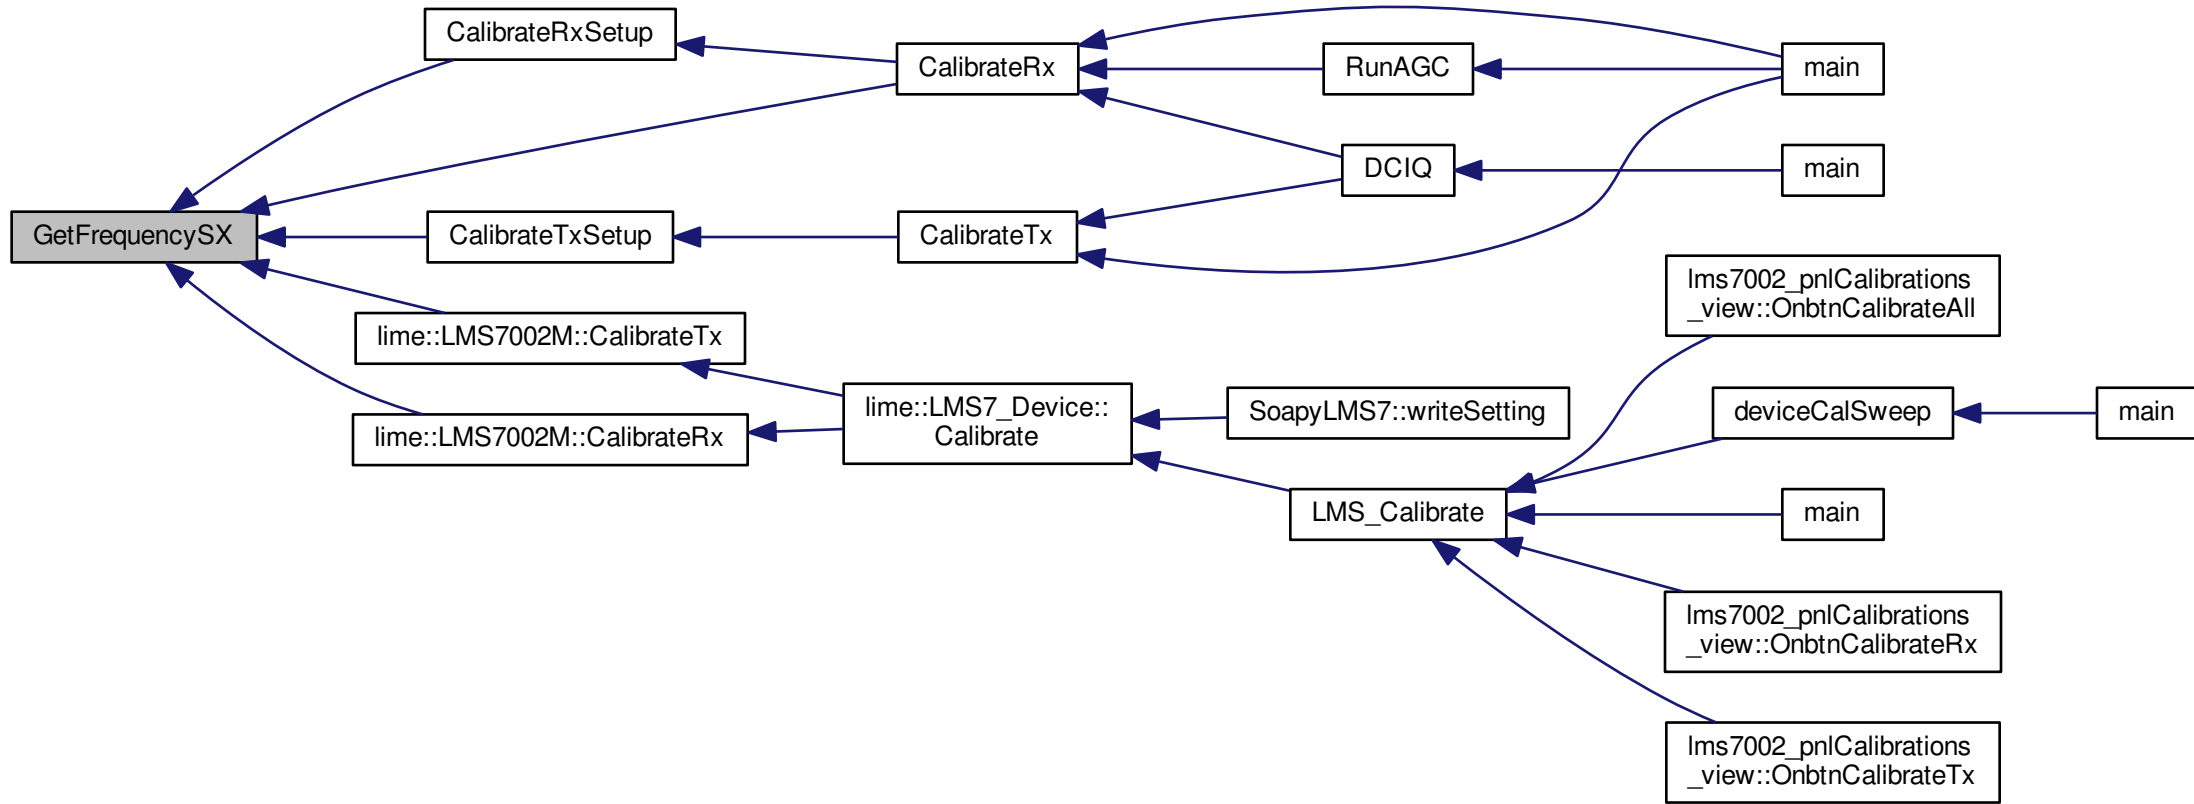 CalibrateRxSetup
CalibrateRx
RunAGC
main
DCIQ
main
GetFrequencySX
CalibrateTxSetup
CalibrateTx
lms7002_pnlCalibrations
_view::OnbtnCalibrateAll
lime::LMS7002M::CalibrateTx
lime::LMS7_Device::
Calibrate
SoapyLMS7::writeSetting
deviceCalSweep
main
lime::LMS7002M::CalibrateRx
LMS_Calibrate
main
lms7002_pnlCalibrations
_view::OnbtnCalibrateRx
lms7002_pnlCalibrations
_view::OnbtnCalibrateTx